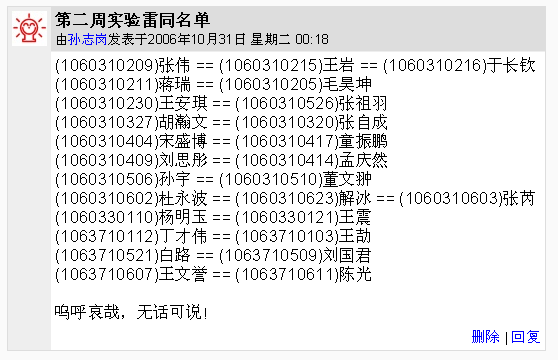 第二周实验雷同名单
由孙志岗发表于2006年10月31日 星期二 00:18
(1060310209)张伟 == (1060310215)王岩 == (1060310216)于长钦
(1060310211)蒋瑞 == (1060310205)毛昊坤
(1060310230)王安琪 == (1060310526)张祖羽
(1060310327)胡瀚文 == (1060310320)张自成
(1060310404)宋盛博 == (1060310417)童振鹏
(1060310409)刘思彤 == (1060310414)孟庆然
(1060310506)孙宇 == (1060310510)董文翀
(1060310602)杜永波 == (1060310623)解冰 == (1060310603)张芮
(1060330110)杨明玉 == (1060330121)王震
(1063710112)丁才伟 == (1063710103)王劼
(1063710521)白路 == (1063710509)刘国君
(1063710607)王文誉 == (1063710611)陈光
呜呼哀哉，无话可说!
删除 | 回复